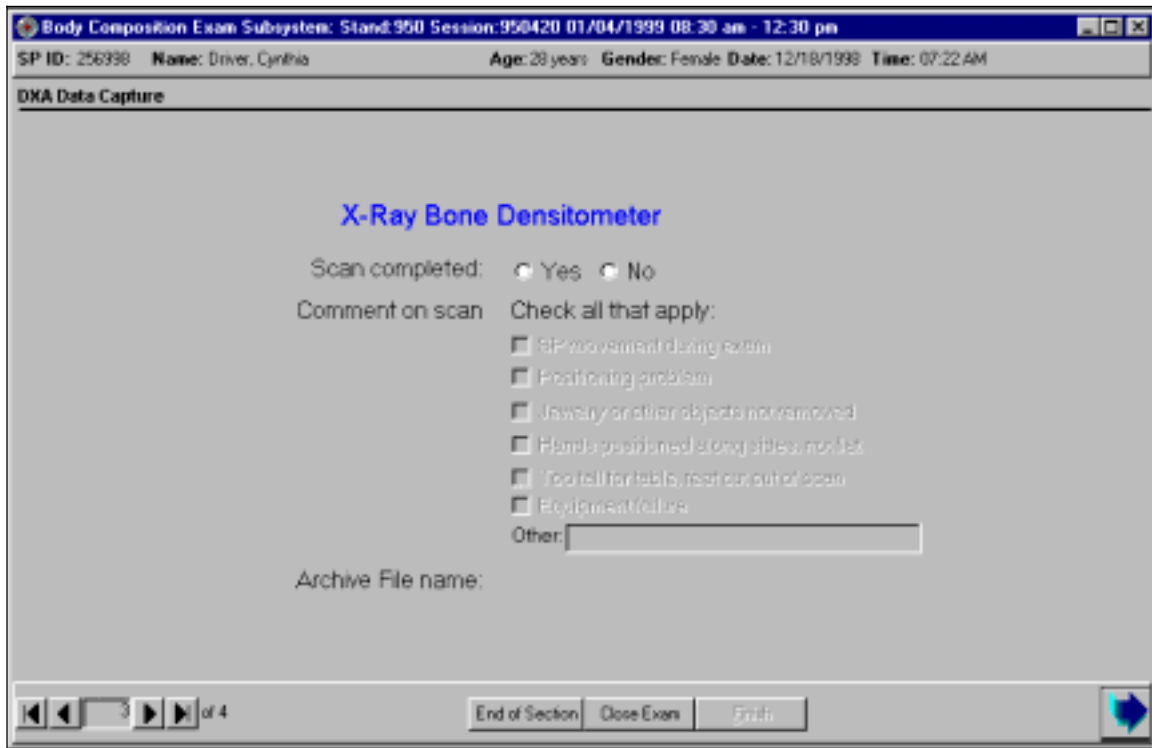 Body Composition Exam Subsystem: Stand:950 Session:950420 01/04/1999 08:30 am - 12:30 pm
SP ID: 256998 Name: Driver, Cynthia Age: 28 years Gender: Female Date: 12/18/1998 Time: 07:22 AM
DXA Data Capture
X-Ray Bone Densitometer
Scan completed: Yes No
Comment on scan Check all that apply:
SP movement during exam
Positioning problem
Jewelry or other objects not removed
Hands positioned along sides, not flat
Too tall for table, feet cut out of scan
Equipment failure
Other:
Archive File name:
3 of 4 End of Section Close Exam Finish